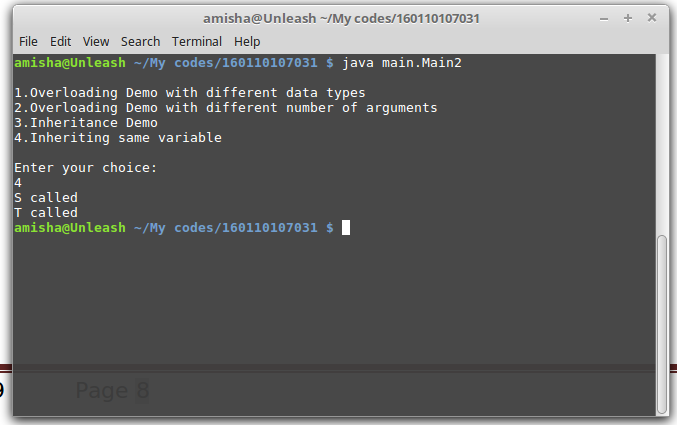 amisha@Unleash ~/My codes/160110107031
File Edit View Search Terminal Help
amisha@Unleash ~/My codes/160110107031 $ java main.Main2
1.Overloading Demo with different data types
2.Overloading Demo with different number of arguments
3.Inheritance Demo
4.Inheriting same variable
Enter your choice:
4
S called
T called
amisha@Unleash ~/My codes/160110107031 $
Page 8